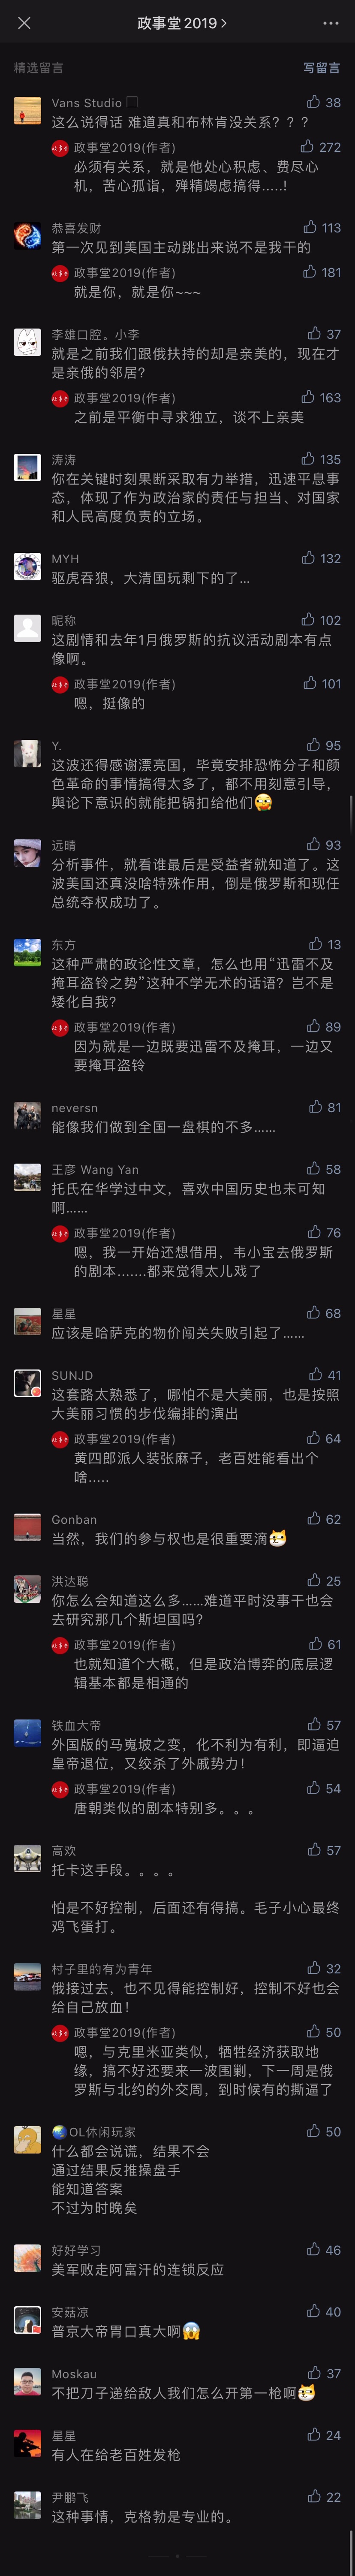 政事堂2019
精选留言
写留言
Vans Studio
38
这么说得话 难道真和布林肯没关系？？？
政事堂2019(作者)
272
必须有关系，就是他处心积虑、费尽心
机，苦心孤诣，殚精竭虑搞得.....!
恭喜发财
113
第一次见到美国主动跳出来说不是我干的
政事堂2019(作者)
181
就是你，就是你~~~
李雄口腔。小李
37
就是之前我们跟俄扶持的却是亲美的，现在才
是亲俄的邻居?
政事堂2019(作者)
163
之前是平衡中寻求独立，谈不上亲美
涛涛
135
你在关键时刻果断采取有力举措，迅速平息事
态，体现了作为政治家的责任与担当、对国家
和人民高度负责的立场。
MYH
132
驱虎吞狼，大清国玩剩下的了…
昵称
102
这剧情和去年1月俄罗斯的抗议活动剧本有点
像啊。
政事堂2019(作者)
101
嗯，挺像的
Y.
95
这波还得感谢漂亮国，毕竟安排恐怖分子和颜
色革命的事情搞得太多了，都不用刻意引导，
舆论下意识的就能把锅扣给他们
远晴
93
分析事件，就看谁最后是受益者就知道了。这
波美国还真没啥特殊作用，倒是俄罗斯和现任
总统夺权成功了。
东方
13
这种严肃的政论性文章，怎么也用“迅雷不及
掩耳盗铃之势”这种不学无术的话语？岂不是
矮化自我?
政事堂2019(作者)
89
因为就是一边既要迅雷不及掩耳，一边又
要掩耳盗铃
neversn
81
能像我们做到全国一盘棋的不多……
王彦 Wang Yan
58
托氏在华学过中文，喜欢中国历史也未可知
啊……
政事堂2019(作者)
76
嗯，我一开始还想借用，韦小宝去俄罗斯
的剧本.......都来觉得太儿戏了
星星
68
应该是哈萨克的物价闯关失败引起了……
SUNJD
41
这套路太熟悉了，哪怕不是大美丽，也是按照
大美丽习惯的步伐编排的演出
政事堂2019(作者)
64
黄四郎派人装张麻子，老百姓能看出个
啥.....
Gonban
62
当然，我们的参与权也是很重要滴
洪达聪
25
你怎么会知道这么多……难道平时没事干也会
去研究那几个斯坦国吗?
政事堂2019(作者)
61
也就知道个大概，但是政治博弈的底层逻
辑基本都是相通的
铁血大帝
57
外国版的马嵬坡之变，化不利为有利，即逼迫
皇帝退位，又绞杀了外戚势力！
政事堂2019(作者)
54
唐朝类似的剧本特别多。。。
高欢
57
托卡这手段。。。。
怕是不好控制，后面还有得搞。毛子小心最终
鸡飞蛋打。
村子里的有为青年
32
俄接过去，也不见得能控制好，控制不好也会
给自己放血！
政事堂2019(作者)
50
嗯，与克里米亚类似，牺牲经济获取地
缘，搞不好还要来一波围剿，下一周是俄
罗斯与北约的外交周，到时候有的撕逼了
OL休闲玩家
50
什么都会说谎，结果不会
通过结果反推操盘手
能知道答案
不过为时晚矣
好好学习
46
美军败走阿富汗的连锁反应
安菇凉
40
普京大帝胃口真大啊
Moskau
37
不把刀子递给敌人我们怎么开第一枪啊
星星
24
有人在给老百姓发枪
尹鹏飞
22
这种事情，克格勃是专业的。